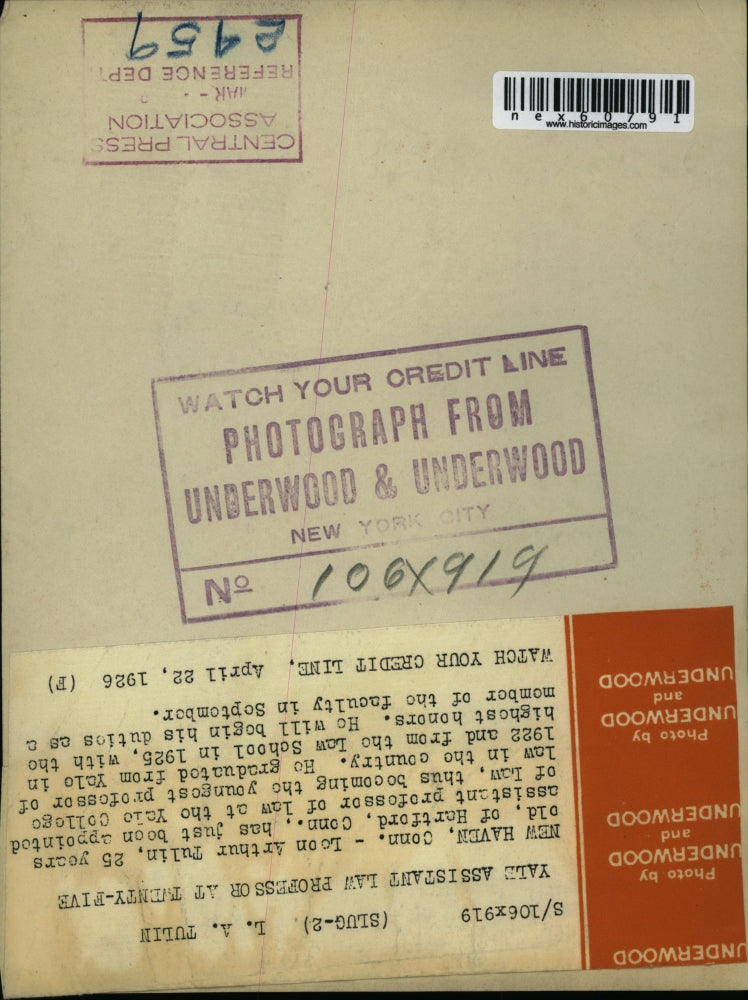 2959
REFERENCE DEPT.
MAR - -
CENTRAL PRESS
ASSOCIATION
nex60791
www.historicimages.com
WATCH YOUR CREDIT LINE
PHOTOGRAPH FROM
UNDERWOOD & UNDERWOOD
NEW YORK CITY
No 106X919
S/106x919 (SLUG-2) L. A. TULIN
YALE ASSISTANT LAW PROFESSOR AT TWENTY-FIVE
NEW HAVEN, Conn. - Leon Arthur Tulin, 25 years
old, of Hartford, Conn., has just been appointed
assistant professor of law at the Yale College
of Law, thus becoming the youngest professor of
law in the country. He graduated from Yale in
1922 and from the Law School in 1925, with the
highest honors. He will begin his duties as a
member of the faculty in September.
WATCH YOUR CREDIT LINE, April 22, 1926 (F)
UNDERWOOD
Photo by
UNDERWOOD
and
UNDERWOOD
Photo by
UNDERWOOD
and
UNDERWOOD